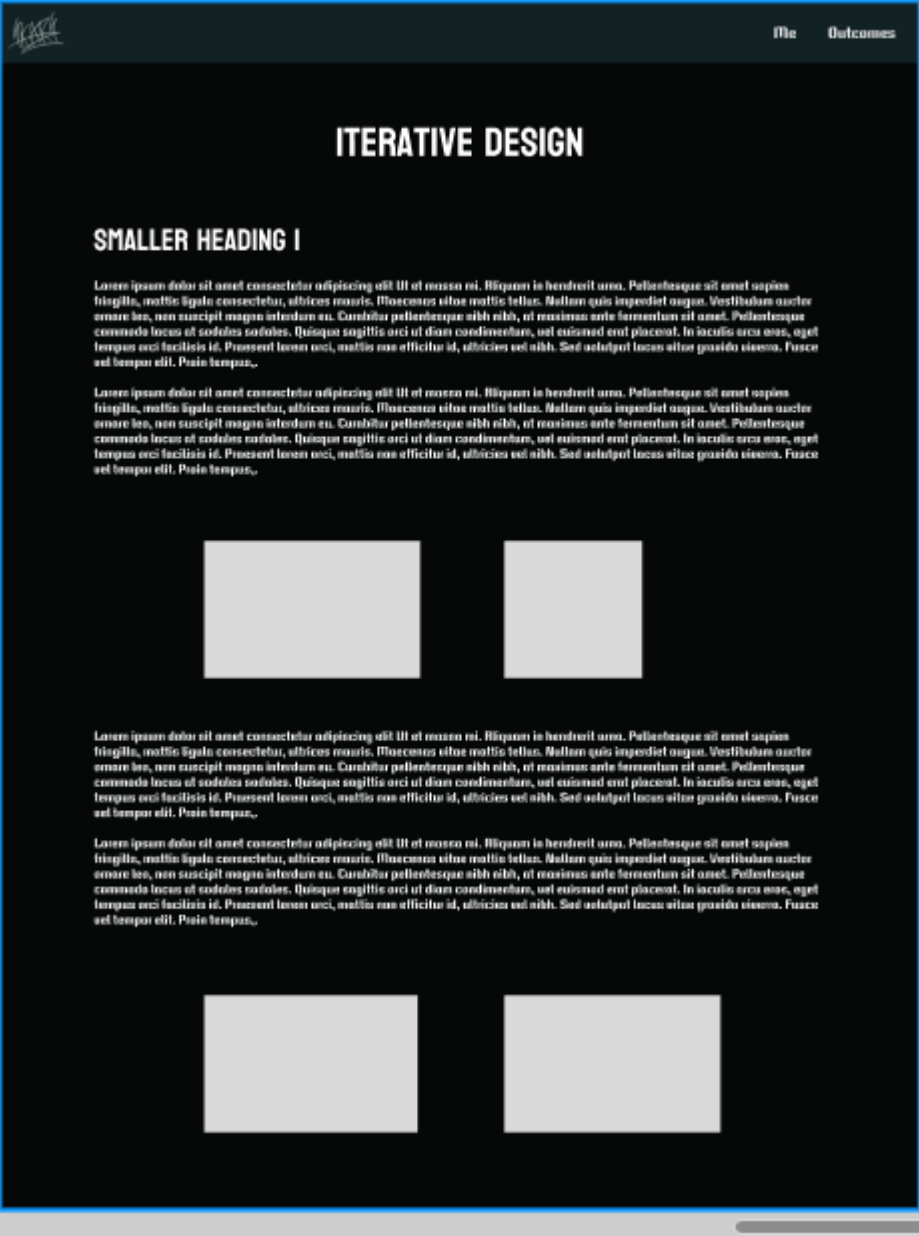 Me Outcomes
ITERATIVE DESIGN
SMALLER HEADING 1
Lorem ipsum dolor sit amet consectetur adipiscing elit Ut et massa mi. Aliquam in hendrerit urna. Pellentesque sit amet sapien
fringilla, mattis ligula consectetur, ultrices mauris. Maecenas vitae mattis tellus. Nullam quis imperdiet augue. Vestibulum auctor
ornare leo, non suscipit magna interdum eu. Curabitur pellentesque nibh nibh, at maximus ante fermentum sit amet. Pellentesque
commodo lacus at sodales sodales. Quisque sagittis orci ut diam condimentum, vel euismod erat placerat. In iaculis arcu eros, eget
tempus orci facilisis id. Praesent lorem orci, mattis non efficitur id, ultricies vel nibh. Sed volutpat lacus vitae gravida viverra. Fusce
vel tempor elit. Proin tempus,.
Lorem ipsum dolor sit amet consectetur adipiscing elit Ut et massa mi. Aliquam in hendrerit urna. Pellentesque sit amet sapien
fringilla, mattis ligula consectetur, ultrices mauris. Maecenas vitae mattis tellus. Nullam quis imperdiet augue. Vestibulum auctor
ornare leo, non suscipit magna interdum eu. Curabitur pellentesque nibh nibh, at maximus ante fermentum sit amet. Pellentesque
commodo lacus at sodales sodales. Quisque sagittis orci ut diam condimentum, vel euismod erat placerat. In iaculis arcu eros, eget
tempus orci facilisis id. Praesent lorem orci, mattis non efficitur id, ultricies vel nibh. Sed volutpat lacus vitae gravida viverra. Fusce
vel tempor elit. Proin tempus,.
Lorem ipsum dolor sit amet consectetur adipiscing elit Ut et massa mi. Aliquam in hendrerit urna. Pellentesque sit amet sapien
fringilla, mattis ligula consectetur, ultrices mauris. Maecenas vitae mattis tellus. Nullam quis imperdiet augue. Vestibulum auctor
ornare leo, non suscipit magna interdum eu. Curabitur pellentesque nibh nibh, at maximus ante fermentum sit amet. Pellentesque
commodo lacus at sodales sodales. Quisque sagittis orci ut diam condimentum, vel euismod erat placerat. In iaculis arcu eros, eget
tempus orci facilisis id. Praesent lorem orci, mattis non efficitur id, ultricies vel nibh. Sed volutpat lacus vitae gravida viverra. Fusce
vel tempor elit. Proin tempus,.
Lorem ipsum dolor sit amet consectetur adipiscing elit Ut et massa mi. Aliquam in hendrerit urna. Pellentesque sit amet sapien
fringilla, mattis ligula consectetur, ultrices mauris. Maecenas vitae mattis tellus. Nullam quis imperdiet augue. Vestibulum auctor
ornare leo, non suscipit magna interdum eu. Curabitur pellentesque nibh nibh, at maximus ante fermentum sit amet. Pellentesque
commodo lacus at sodales sodales. Quisque sagittis orci ut diam condimentum, vel euismod erat placerat. In iaculis arcu eros, eget
tempus orci facilisis id. Praesent lorem orci, mattis non efficitur id, ultricies vel nibh. Sed volutpat lacus vitae gravida viverra. Fusce
vel tempor elit. Proin tempus,.